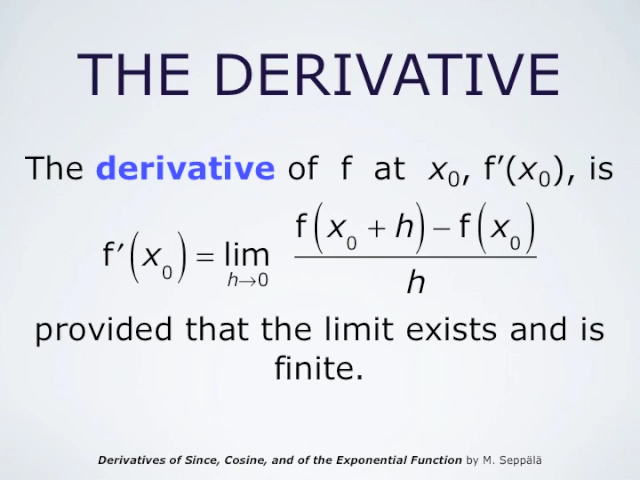 THE DERIVATIVE
The derivative of f at x₀, f’(x₀), is
f′(x₀) = lim h→0 (f(x₀ + h) − f(x₀)) / h
provided that the limit exists and is
finite.
Derivatives of Since, Cosine, and of the Exponential Function by M. Seppälä